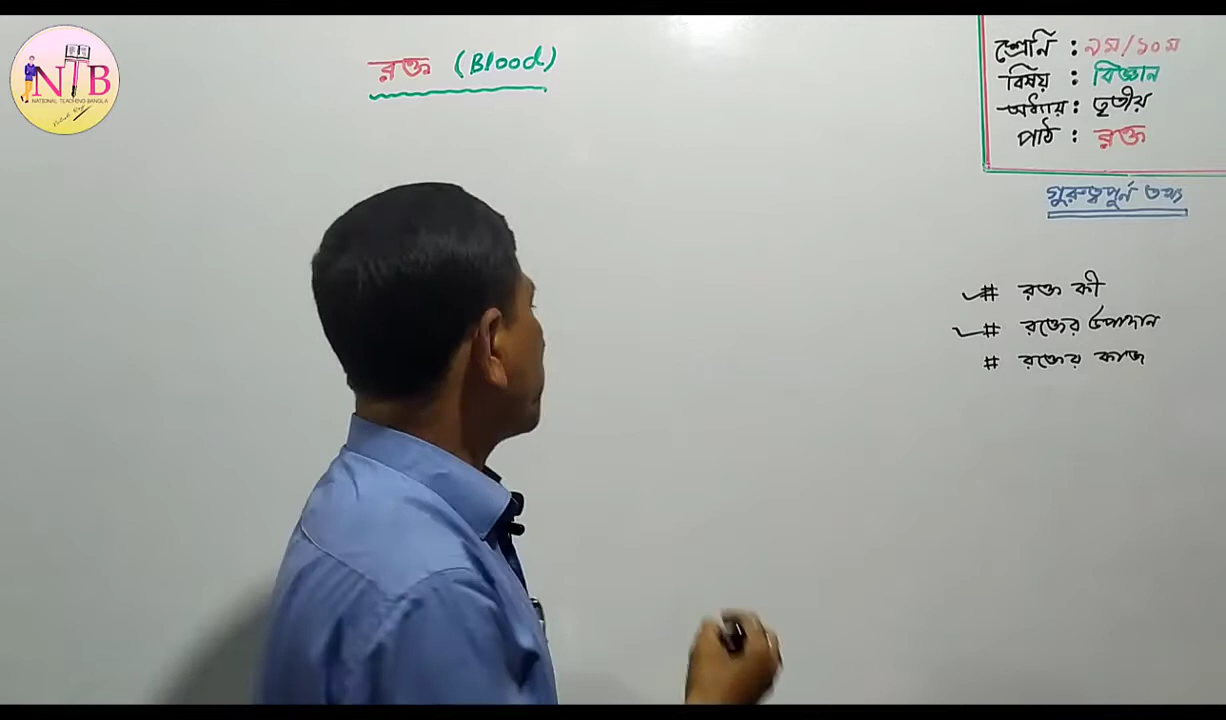 NTB
NATIONAL TEACHING BANGLA
রক্ত (Blood)
শ্রেণি : ৯ম/১০ম
বিষয় : বিজ্ঞান
অধ্যায় : তৃতীয়
পাঠ : রক্ত
গুরুত্বপূর্ন তথ্য
# রক্ত কী
# রক্তের উপাদান
# রক্তের কাজ